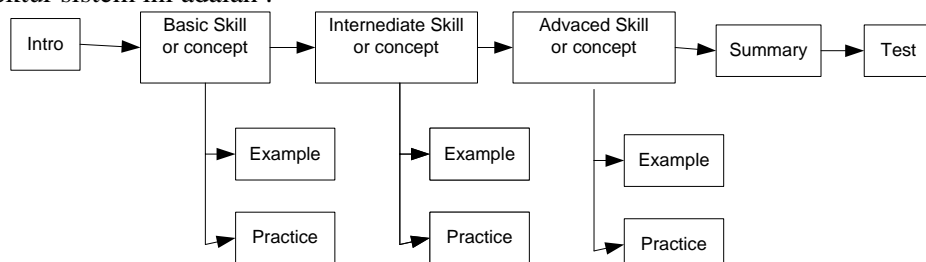 sistem ini adalah :
Intro
Basic Skill
or concept
Internediate Skill
or concept
Advaced Skill
or concept
Summary
Test
Example
Example
Example
Practice
Practice
Practice